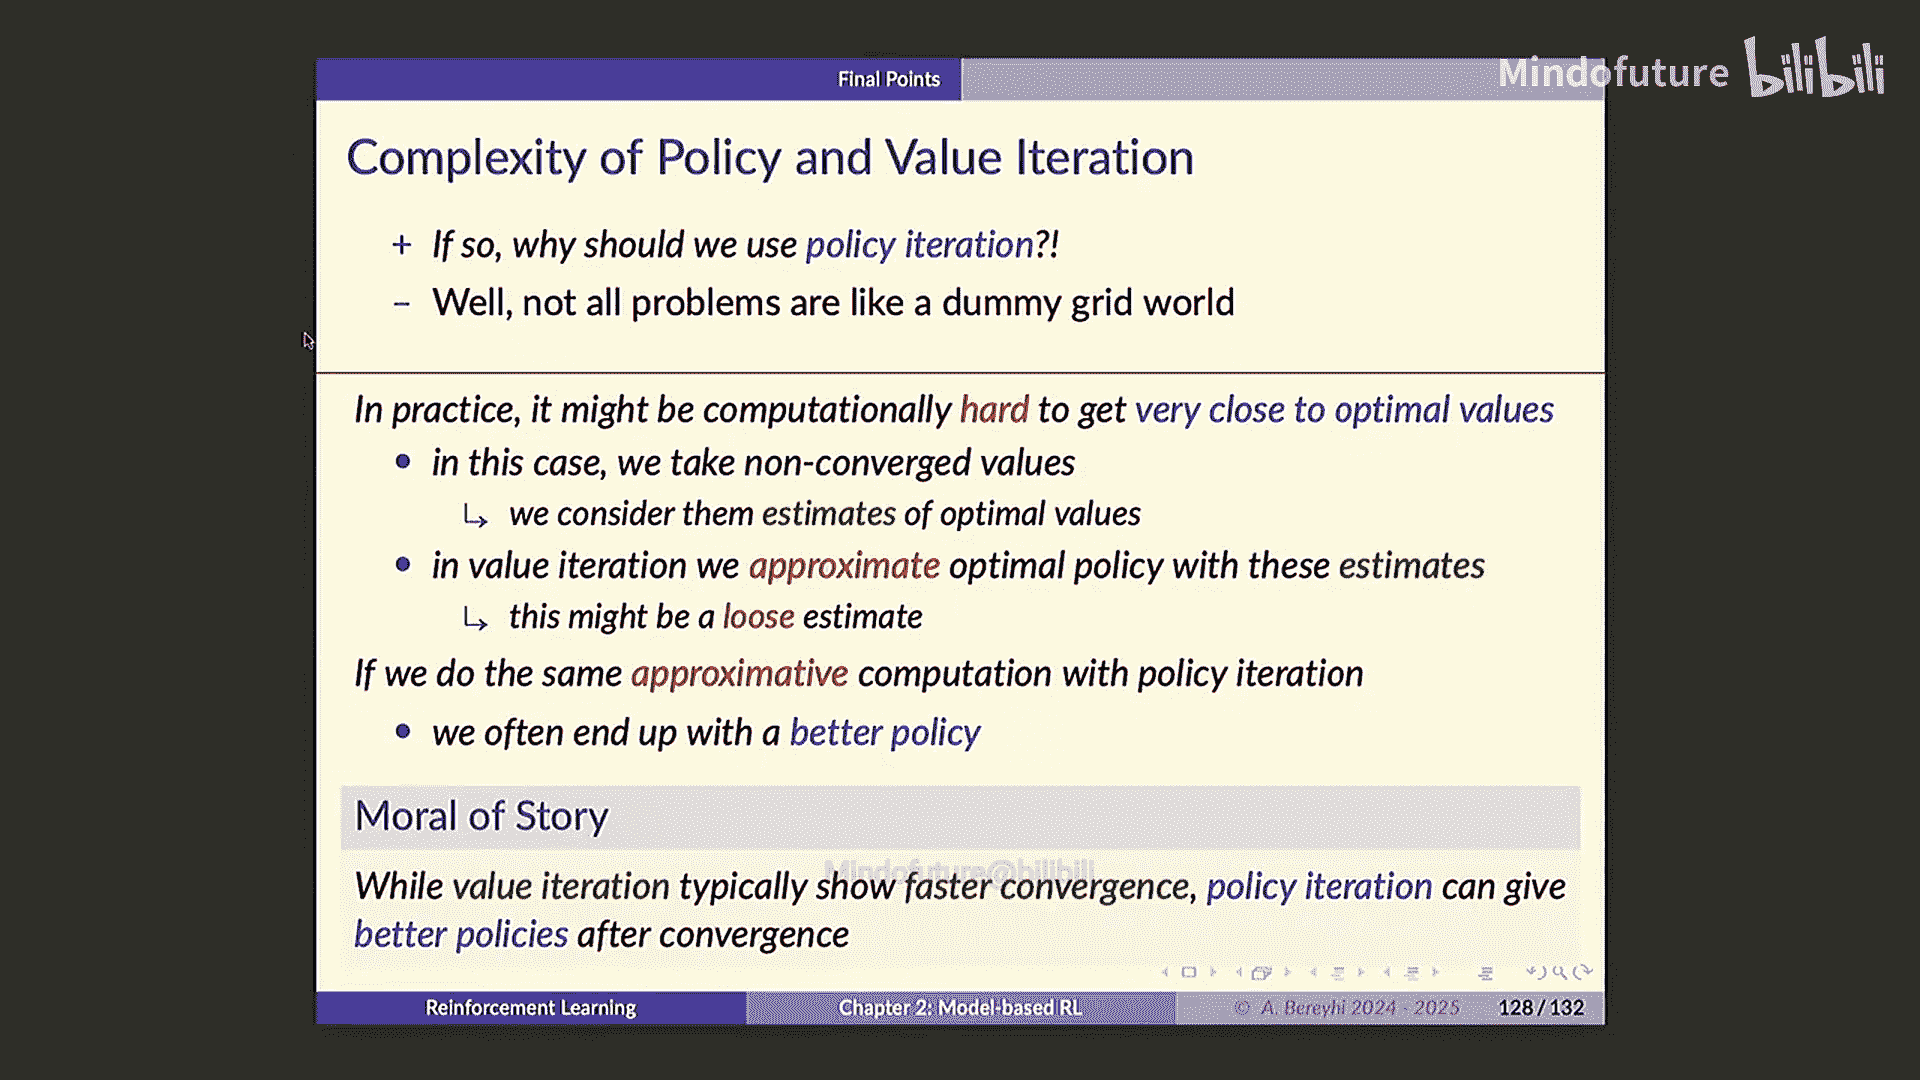 Final Points
Mindofuture bilibili
Complexity of Policy and Value Iteration
+ If so, why should we use policy iteration?!
– Well, not all problems are like a dummy grid world
In practice, it might be computationally hard to get very close to optimal values
• in this case, we take non-converged values
↳ we consider them estimates of optimal values
• in value iteration we approximate optimal policy with these estimates
↳ this might be a loose estimate
If we do the same approximative computation with policy iteration
• we often end up with a better policy
Moral of Story
Mindofuture@bilibili
While value iteration typically show faster convergence, policy iteration can give
better policies after convergence
Reinforcement Learning
Chapter 2: Model-based RL
© A. Bereyhi 2024 - 2025
128 / 132